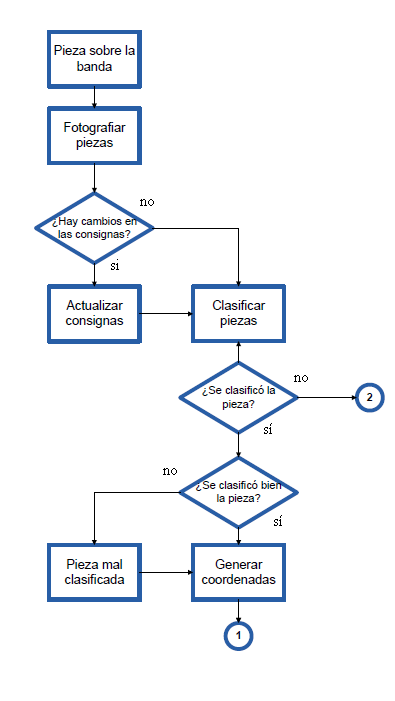 Pieza sobre la
banda
Fotografiar
piezas
no
¿Hay cambios en
las consignas?
si
Actualizar
consignas
Clasificar
piezas
¿Se clasificó la
pieza?
no
2
sí
no
¿Se clasificó bien
la pieza?
sí
Pieza mal
clasificada
Generar
coordenadas
1